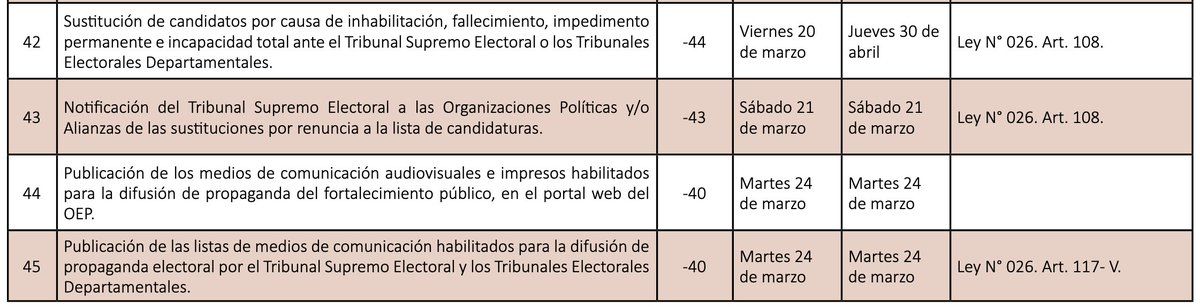 42
Sustitución de candidatos por causa de inhabilitación, fallecimiento, impedimento
permanente e incapacidad total ante el Tribunal Supremo Electoral o los Tribunales
Electorales Departamentales.
-44
Viernes 20
de marzo
Jueves 30 de
abril
Ley N° 026. Art. 108.
43
Notificación del Tribunal Supremo Electoral a las Organizaciones Políticas y/o
Alianzas de las sustituciones por renuncia a la lista de candidaturas.
-43
Sábado 21
de marzo
Sábado 21
de marzo
Ley N° 026. Art. 108.
44
Publicación de los medios de comunicación audiovisuales e impresos habilitados
para la difusión de propaganda del fortalecimiento público, en el portal web del
OEP.
-40
Martes 24
de marzo
Martes 24
de marzo
45
Publicación de las listas de medios de comunicación habilitados para la difusión de
propaganda electoral por el Tribunal Supremo Electoral y los Tribunales Electorales
Departamentales.
-40
Martes 24
de marzo
Martes 24
de marzo
Ley N° 026. Art. 117- V.